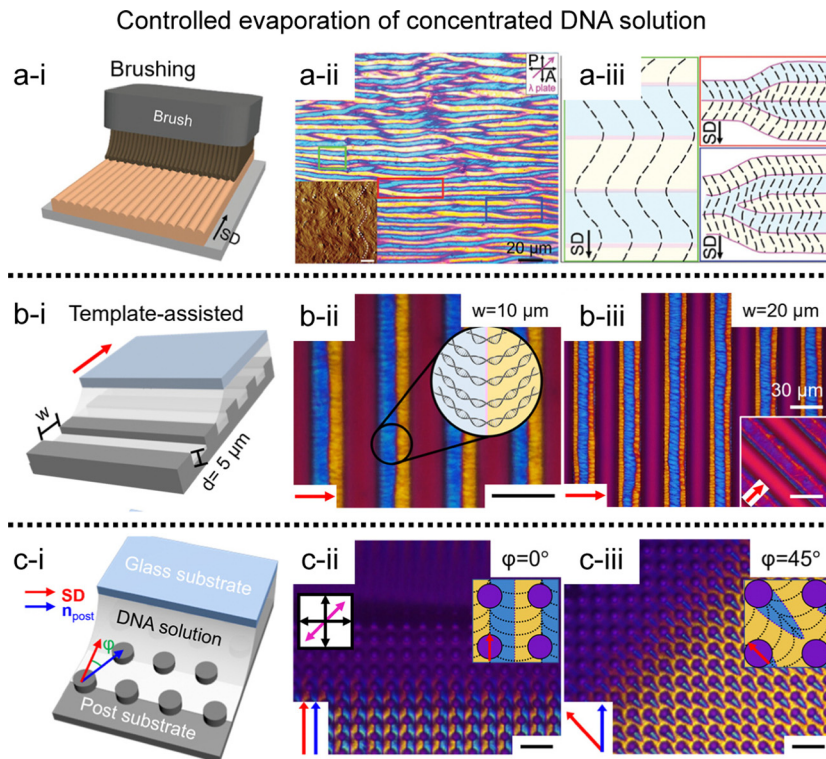 Controlled evaporation of concentrated DNA solution
a-i
Brushing
Brush
SD
a-ii
P
A
λ plate
20 μm
a-iii
SD
SD
SD
b-i
Template-assisted
w
d= 5 μm
b-ii
w=10 μm
b-iii
w=20 μm
30 μm
c-i
Glass substrate
SD
n_post
DNA solution
φ
Post substrate
c-ii
φ=0°
c-iii
φ=45°